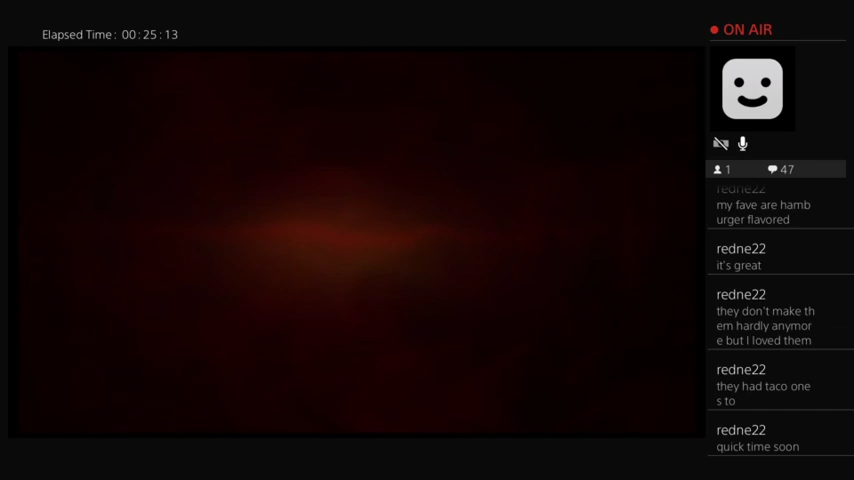 Elapsed Time: 00:25:13
ON AIR
1 47
redne22
my fave are hamb
urger flavored
redne22
it's great
redne22
they don't make th
em hardly anymor
e but I loved them
redne22
they had taco one
s to
redne22
quick time soon